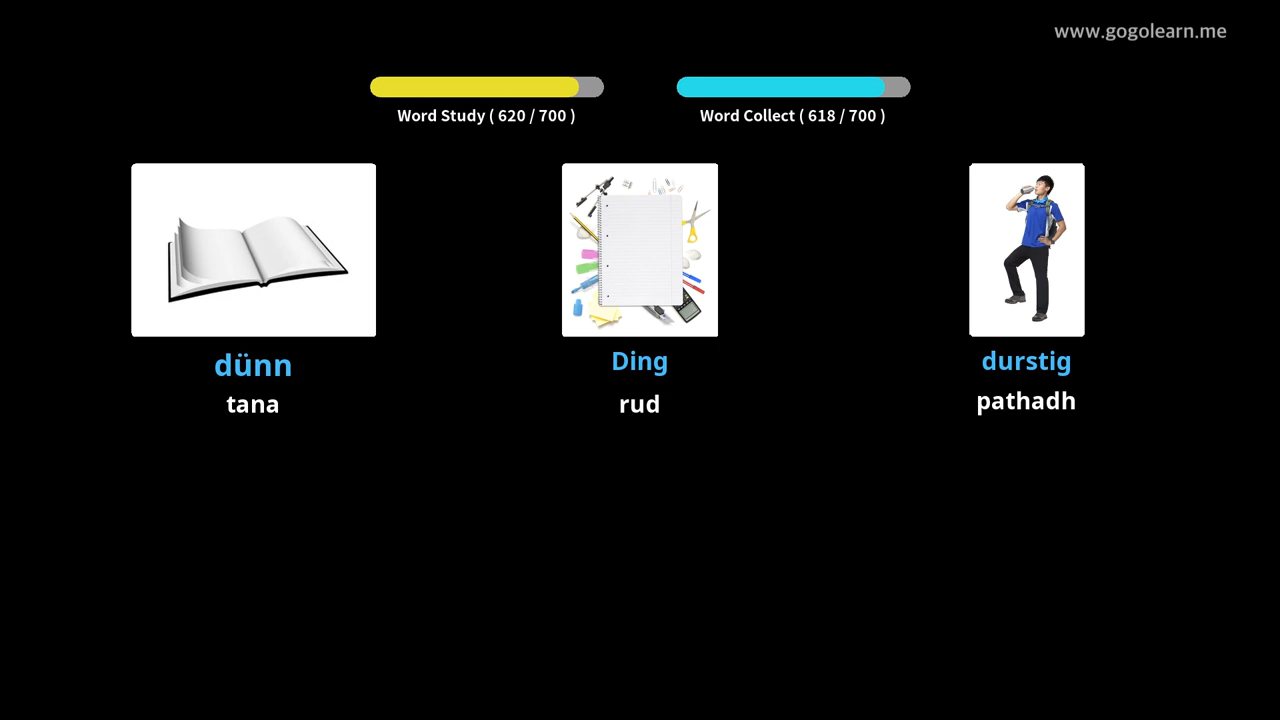 www.gogolearn.me
Word Study ( 620 / 700 )
Word Collect ( 618 / 700 )
dünn
tana
Ding
rud
durstig
pathadh